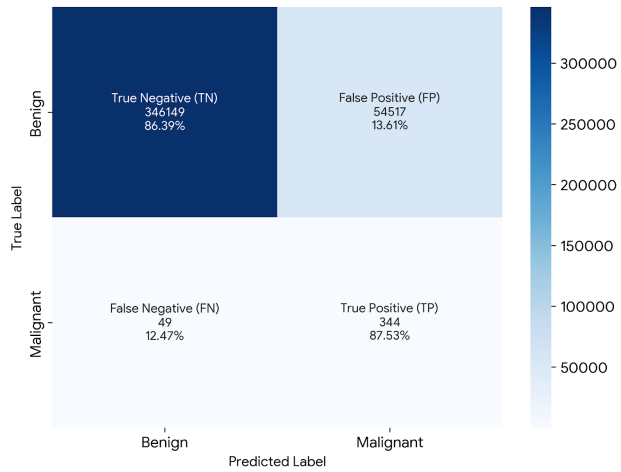 True Negative (TN)
346149
86.39%
False Positive (FP)
54517
13.61%
False Negative (FN)
49
12.47%
True Positive (TP)
344
87.53%
Benign
Malignant
True Label
Benign
Malignant
Predicted Label
300000
250000
200000
150000
100000
50000